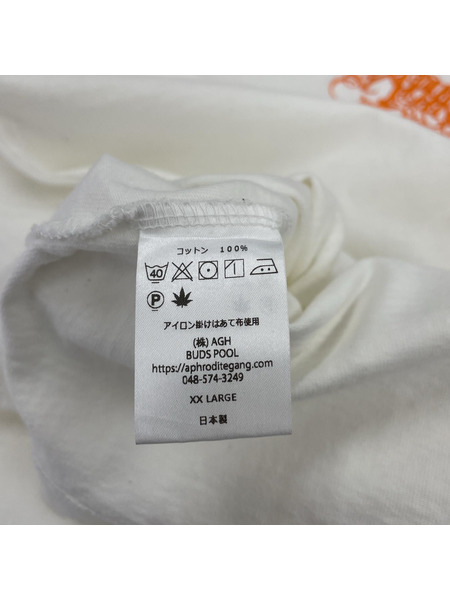 コットン 100%
40
P
アイロン掛けはあて布使用
(株) AGH
BUDS POOL
https://aphroditegang.com
048-574-3249
XX LARGE
日本製